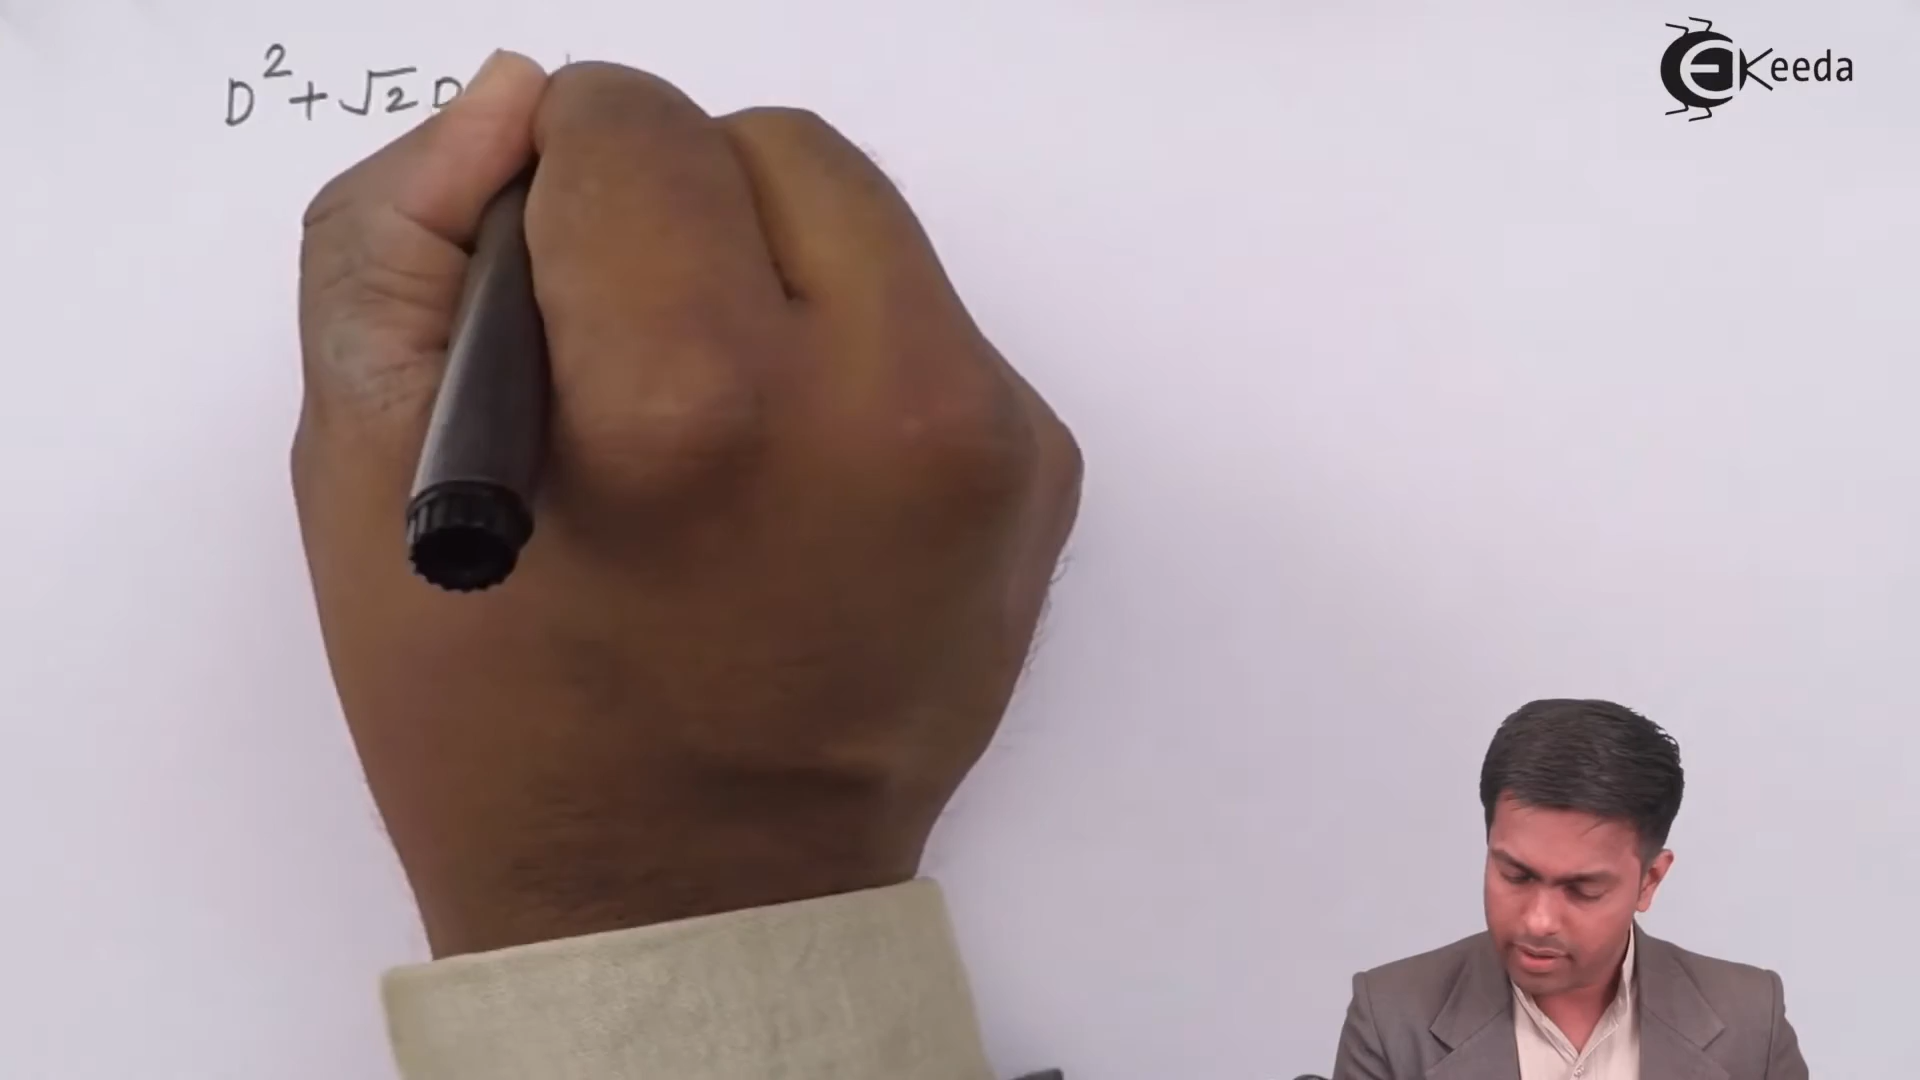 D² + √2 D
EKeeda